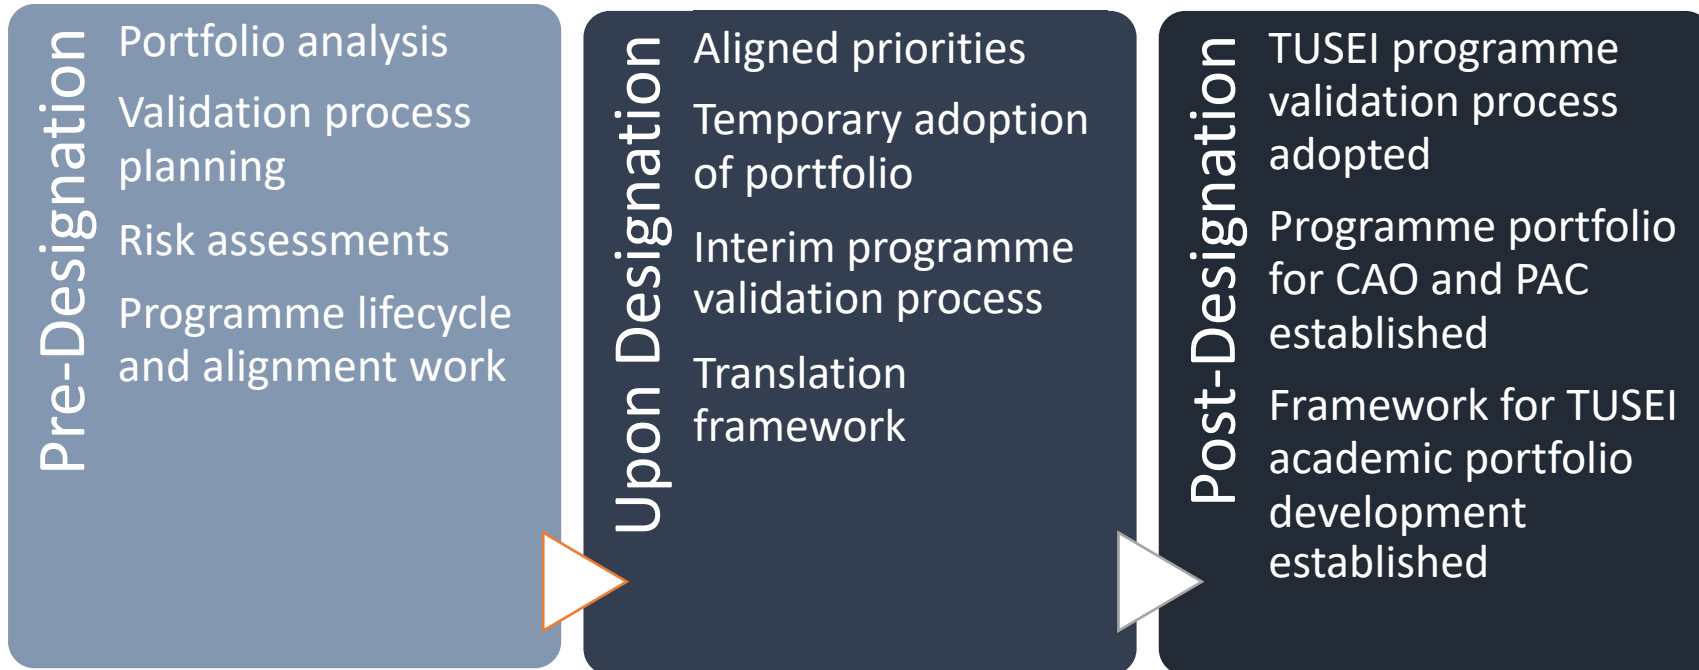 Pre-Designation
Portfolio analysis
Validation process
planning
Risk assessments
Programme lifecycle
and alignment work
Upon Designation
Aligned priorities
Temporary adoption
of portfolio
Interim programme
validation process
Translation
framework
Post-Designation
TUSEI programme
validation process
adopted
Programme portfolio
for CAO and PAC
established
Framework for TUSEI
academic portfolio
development
established